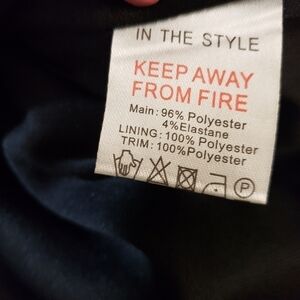 IN THE STYLE
KEEP AWAY
FROM FIRE
Main: 96% Polyester
4%Elastane
LINING: 100% Polyester
TRIM: 100%Polyester
P